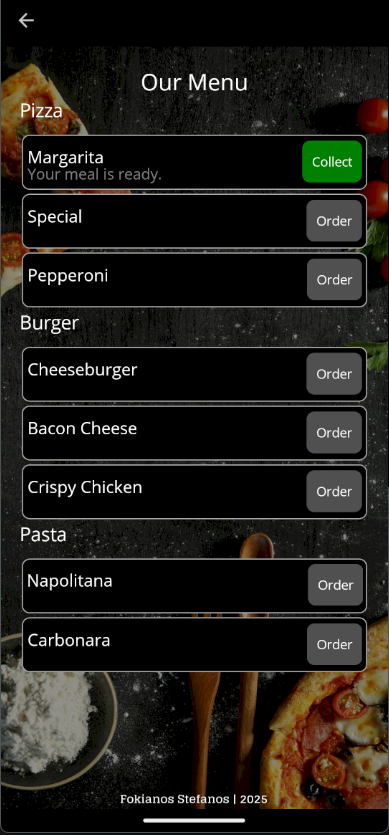 Our Menu
Pizza
Margarita
Your meal is ready.
Collect
Special
Order
Pepperoni
Order
Burger
Cheeseburger
Order
Bacon Cheese
Order
Crispy Chicken
Order
Pasta
Napolitana
Order
Carbonara
Order
Fokianos Stefanos | 2025